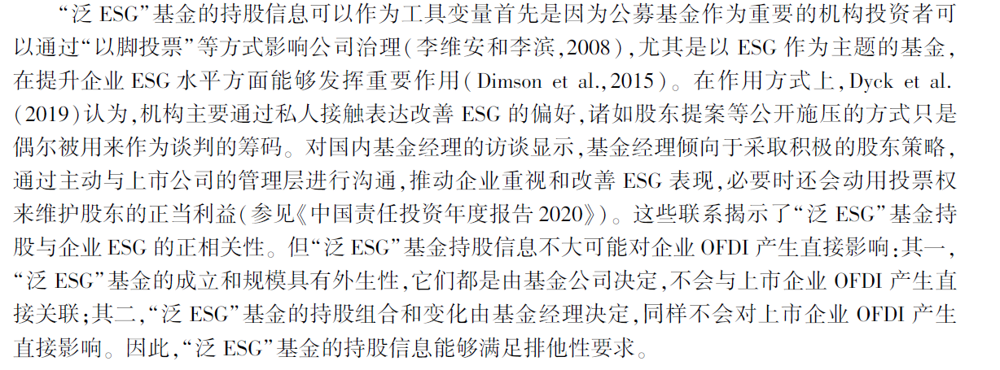 “泛 ESG”基金的持股信息可以作为工具变量首先是因为公募基金作为重要的机构投资者可
以通过“以脚投票”等方式影响公司治理(李维安和李滨,2008),尤其是以 ESG 作为主题的基金,
在提升企业 ESG 水平方面能够发挥重要作用(Dimson et al.,2015)。在作用方式上,Dyck et al.
(2019)认为,机构主要通过私人接触表达改善 ESG 的偏好,诸如股东提案等公开施压的方式只是
偶尔被用来作为谈判的筹码。对国内基金经理的访谈显示,基金经理倾向于采取积极的股东策略,
通过主动与上市公司的管理层进行沟通,推动企业重视和改善 ESG 表现,必要时还会动用投票权
来维护股东的正当利益(参见《中国责任投资年度报告 2020》)。这些联系揭示了“泛 ESG”基金持
股与企业 ESG 的正相关性。但“泛 ESG”基金持股信息不大可能对企业 OFDI 产生直接影响:其一,
“泛 ESG”基金的成立和规模具有外生性,它们都是由基金公司决定,不会与上市企业 OFDI 产生直
接关联;其二,“泛 ESG”基金的持股组合和变化由基金经理决定,同样不会对上市企业 OFDI 产生
直接影响。因此,“泛 ESG”基金的持股信息能够满足排他性要求。